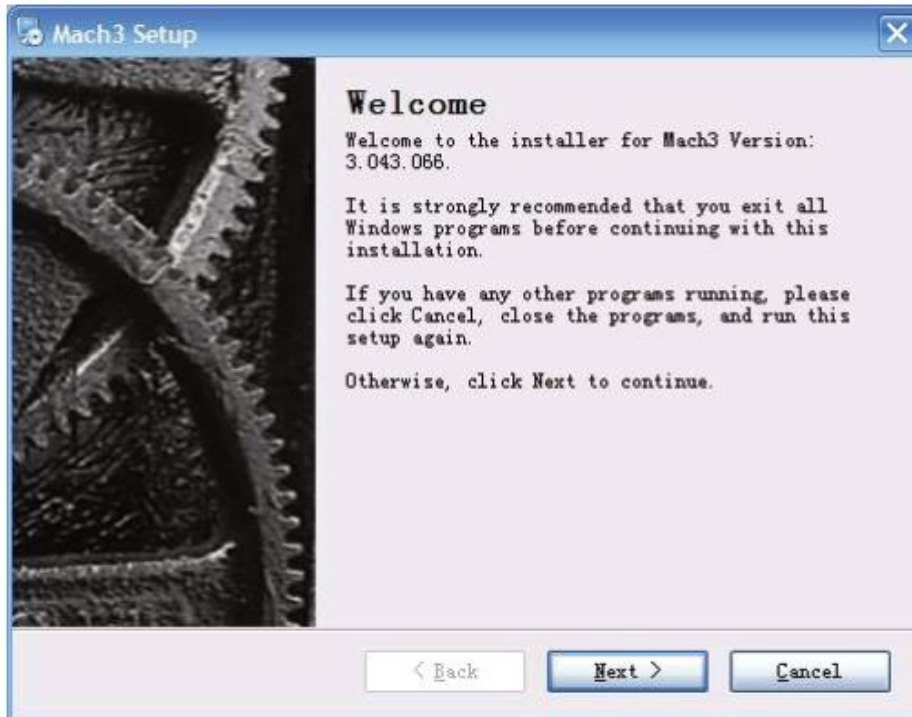 Mach3 Setup
Welcome
Welcome to the installer for Mach3 Version:
3.043.066.
It is strongly recommended that you exit all
Windows programs before continuing with this
installation.
If you have any other programs running, please
click Cancel, close the programs, and run this
setup again.
Otherwise, click Next to continue.
< Back
Next >
Cancel